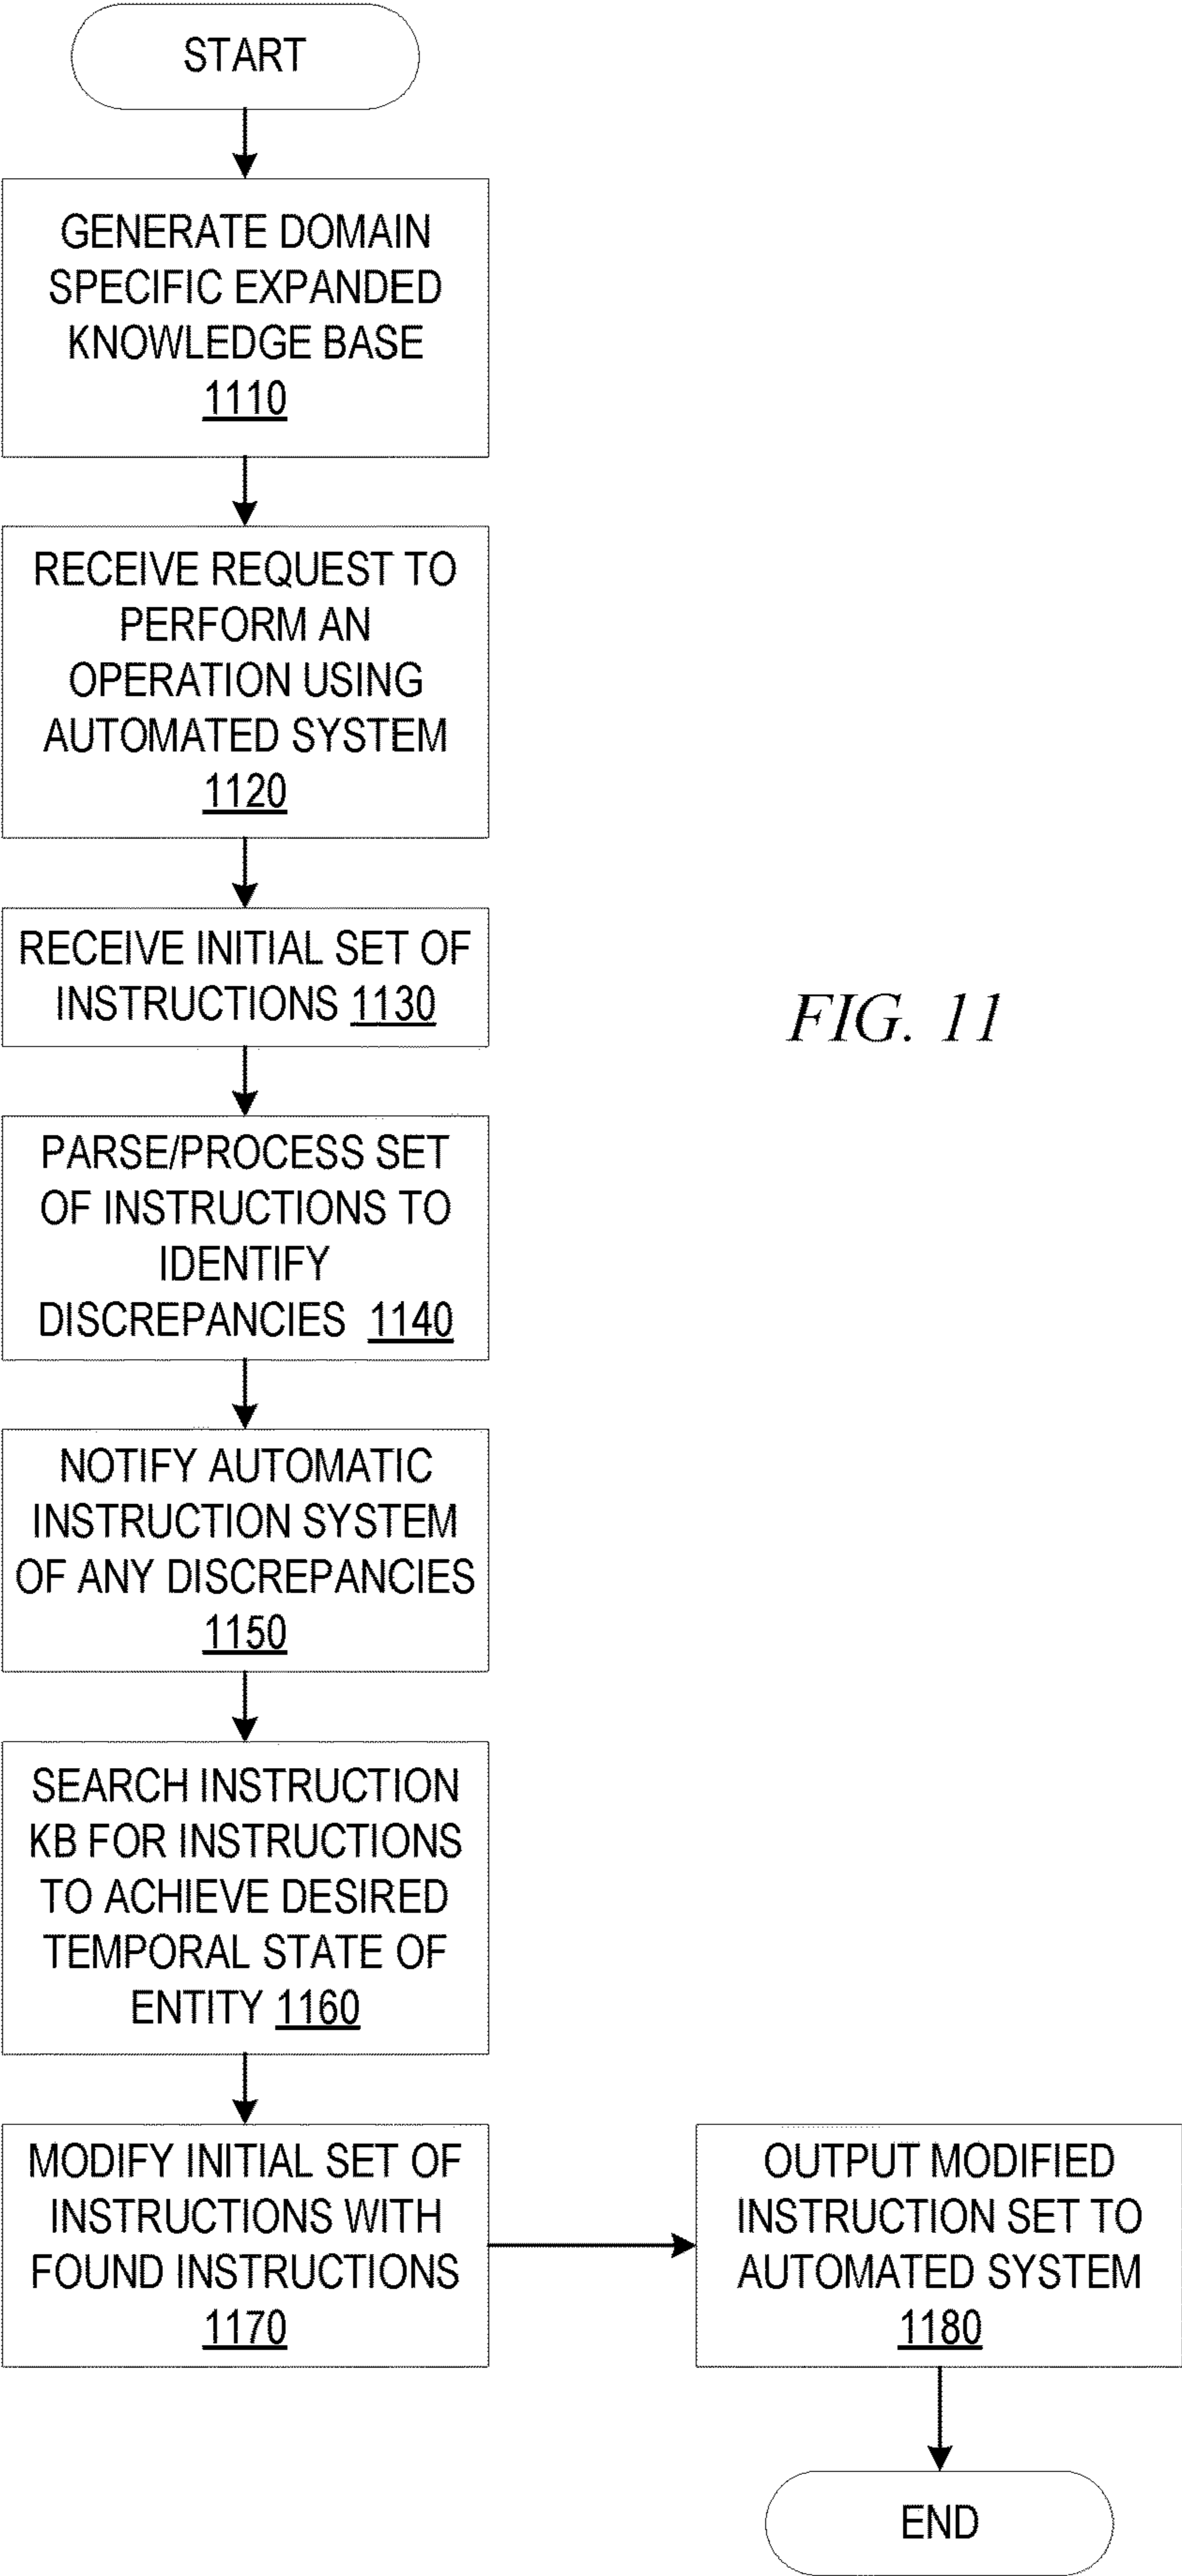 START
GENERATE DOMAIN
SPECIFIC EXPANDED
KNOWLEDGE BASE
1110
RECEIVE REQUEST TO
PERFORM AN
OPERATION USING
AUTOMATED SYSTEM
1120
RECEIVE INITIAL SET OF
INSTRUCTIONS 1130
FIG. 11
PARSE/PROCESS SET
OF INSTRUCTIONS TO
IDENTIFY
DISCREPANCIES 1140
NOTIFY AUTOMATIC
INSTRUCTION SYSTEM
OF ANY DISCREPANCIES
1150
SEARCH INSTRUCTION
KB FOR INSTRUCTIONS
TO ACHIEVE DESIRED
TEMPORAL STATE OF
ENTITY 1160
MODIFY INITIAL SET OF
INSTRUCTIONS WITH
FOUND INSTRUCTIONS
1170
OUTPUT MODIFIED
INSTRUCTION SET TO
AUTOMATED SYSTEM
1180
END